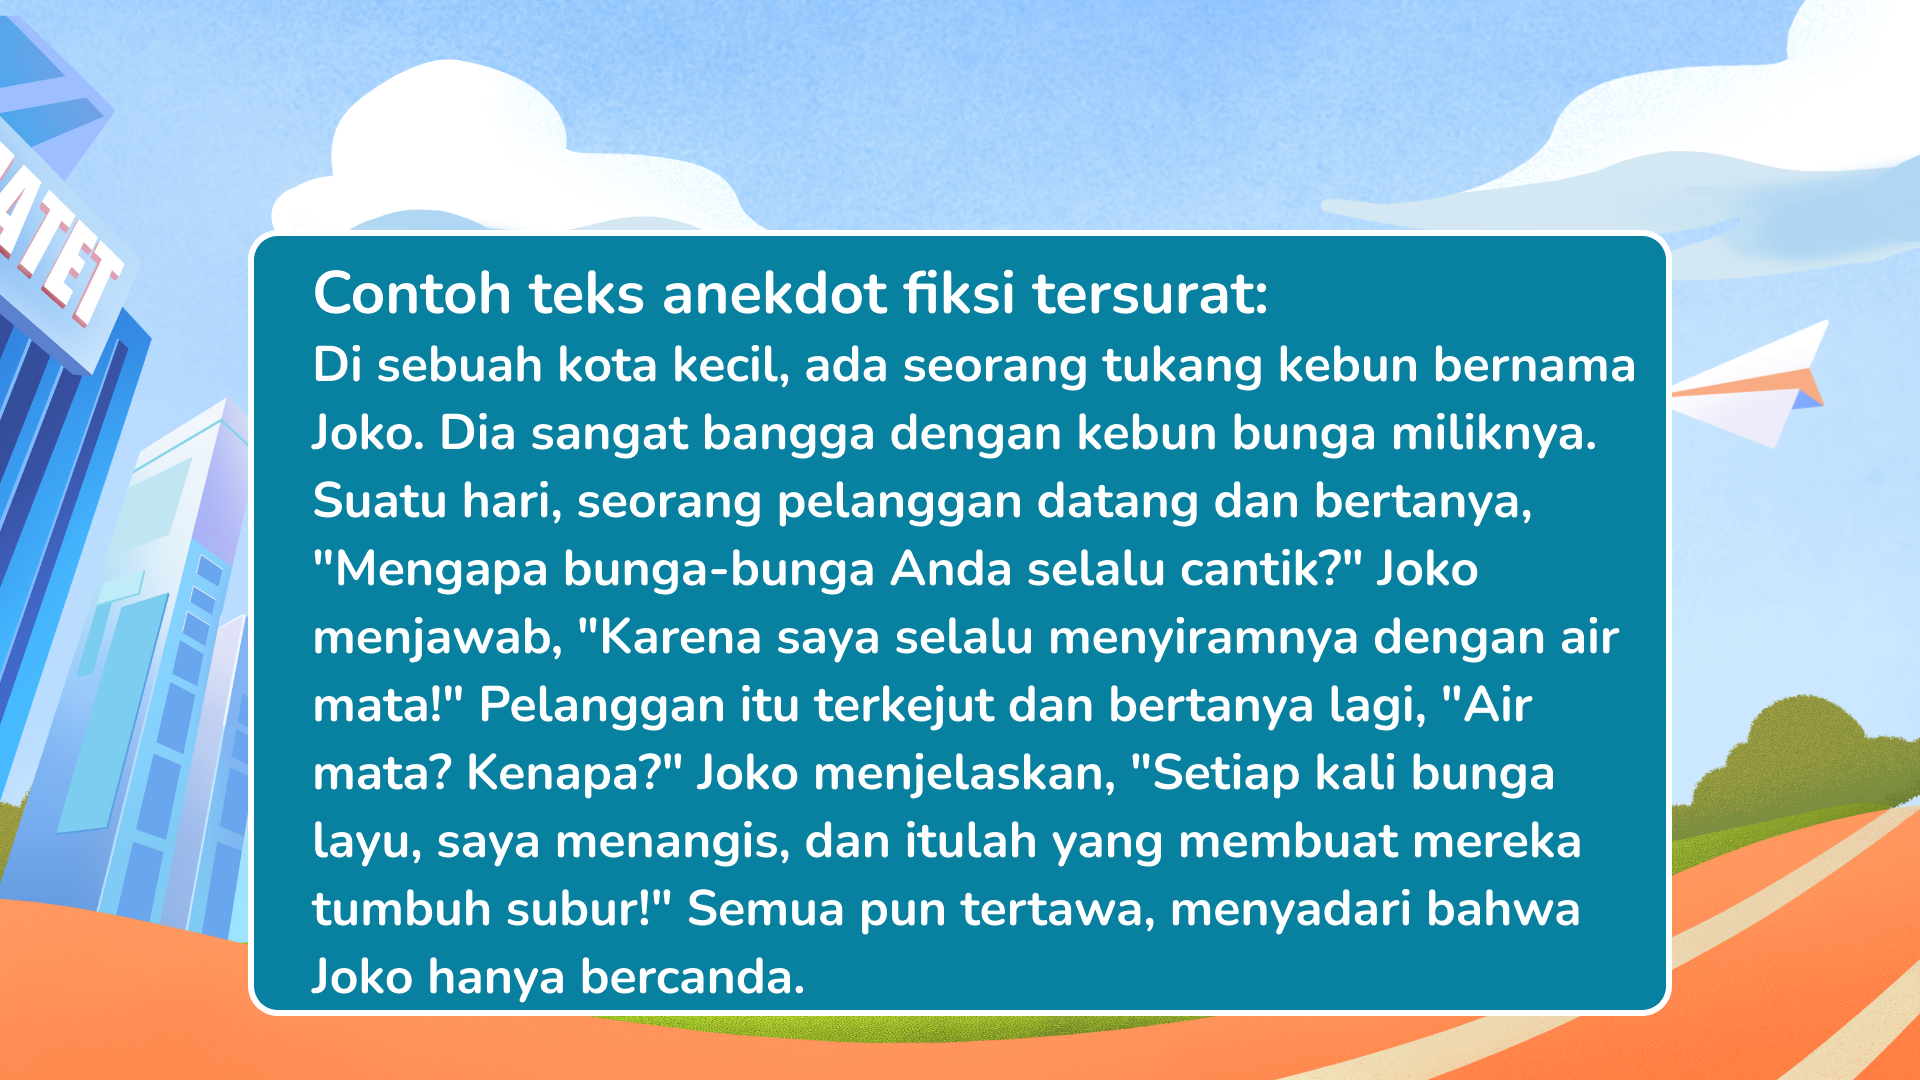 ATET
Contoh teks anekdot fiksi tersurat:
Di sebuah kota kecil, ada seorang tukang kebun bernama
Joko. Dia sangat bangga dengan kebun bunga miliknya.
Suatu hari, seorang pelanggan datang dan bertanya,
"Mengapa bunga-bunga Anda selalu cantik?" Joko
menjawab, "Karena saya selalu menyiramnya dengan air
mata!" Pelanggan itu terkejut dan bertanya lagi, "Air
mata? Kenapa?" Joko menjelaskan, "Setiap kali bunga
layu, saya menangis, dan itulah yang membuat mereka
tumbuh subur!" Semua pun tertawa, menyadari bahwa
Joko hanya bercanda.